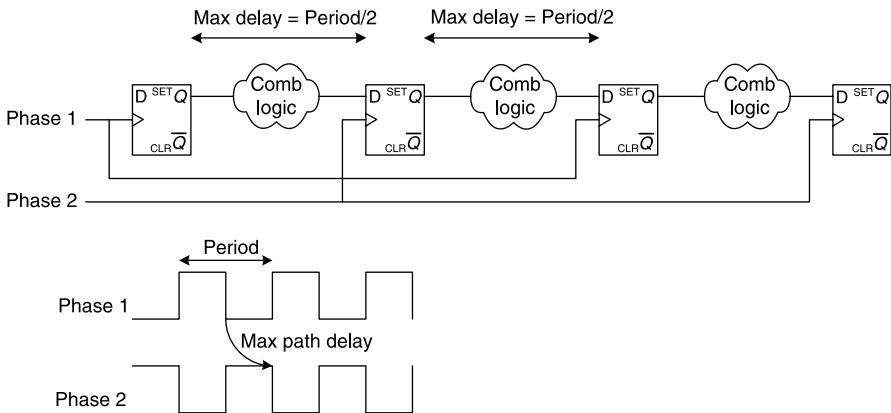 Max delay = Period/2 Max delay = Period/2
D SET Q Comb logic D SET Q Comb logic D SET Q Comb logic D SET Q
Phase 1
CLR Q̅ CLR Q̅ CLR Q̅ CLR Q̅
Phase 2
Period
Phase 1
Max path delay
Phase 2